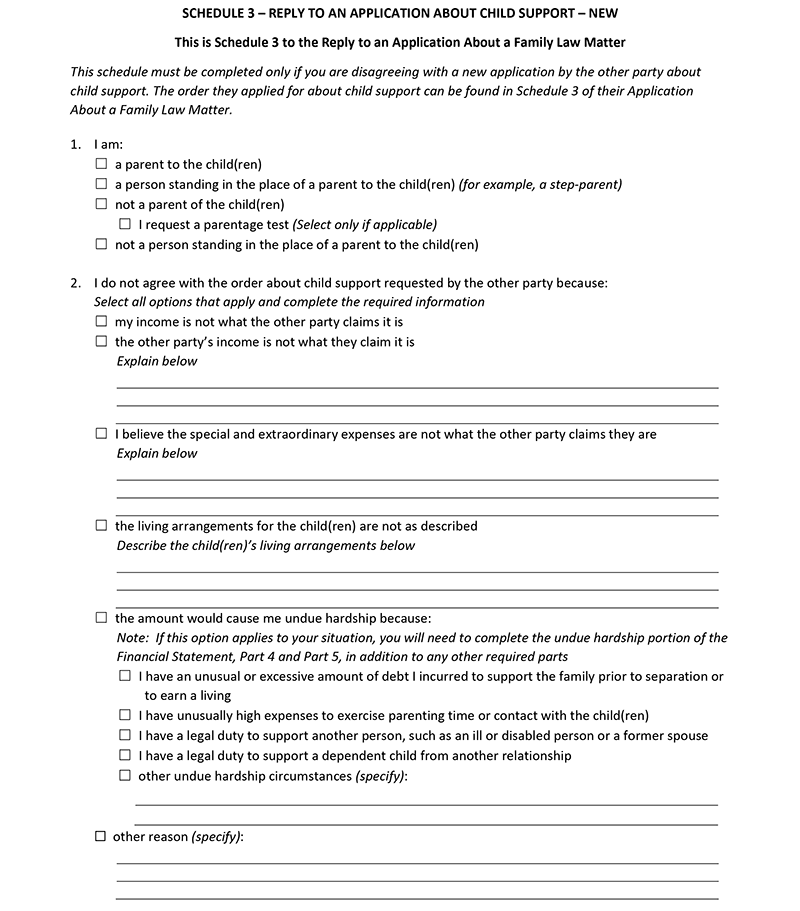 SCHEDULE 3 – REPLY TO AN APPLICATION ABOUT CHILD SUPPORT – NEW
This is Schedule 3 to the Reply to an Application About a Family Law Matter
This schedule must be completed only if you are disagreeing with a new application by the other party about
child support. The order they applied for about child support can be found in Schedule 3 of their Application
About a Family Law Matter.
1. I am:
☐ a parent to the child(ren)
☐ a person standing in the place of a parent to the child(ren) (for example, a step-parent)
☐ not a parent of the child(ren)
☐ I request a parentage test (Select only if applicable)
☐ not a person standing in the place of a parent to the child(ren)
2. I do not agree with the order about child support requested by the other party because:
Select all options that apply and complete the required information
☐ my income is not what the other party claims it is
☐ the other party’s income is not what they claim it is
Explain below
☐ I believe the special and extraordinary expenses are not what the other party claims they are
Explain below
☐ the living arrangements for the child(ren) are not as described
Describe the child(ren)’s living arrangements below
☐ the amount would cause me undue hardship because:
Note: If this option applies to your situation, you will need to complete the undue hardship portion of the
Financial Statement, Part 4 and Part 5, in addition to any other required parts
☐ I have an unusual or excessive amount of debt I incurred to support the family prior to separation or
to earn a living
☐ I have unusually high expenses to exercise parenting time or contact with the child(ren)
☐ I have a legal duty to support another person, such as an ill or disabled person or a former spouse
☐ I have a legal duty to support a dependent child from another relationship
☐ other undue hardship circumstances (specify):
☐ other reason (specify):